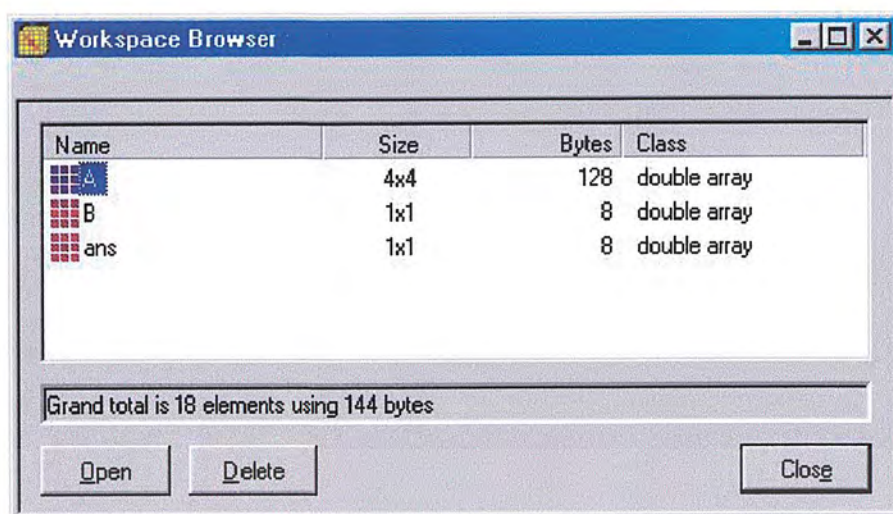 Workspace Browser
Name Size Bytes Class
A 4x4 128 double array
B 1x1 8 double array
ans 1x1 8 double array
Grand total is 18 elements using 144 bytes
Open Delete Close